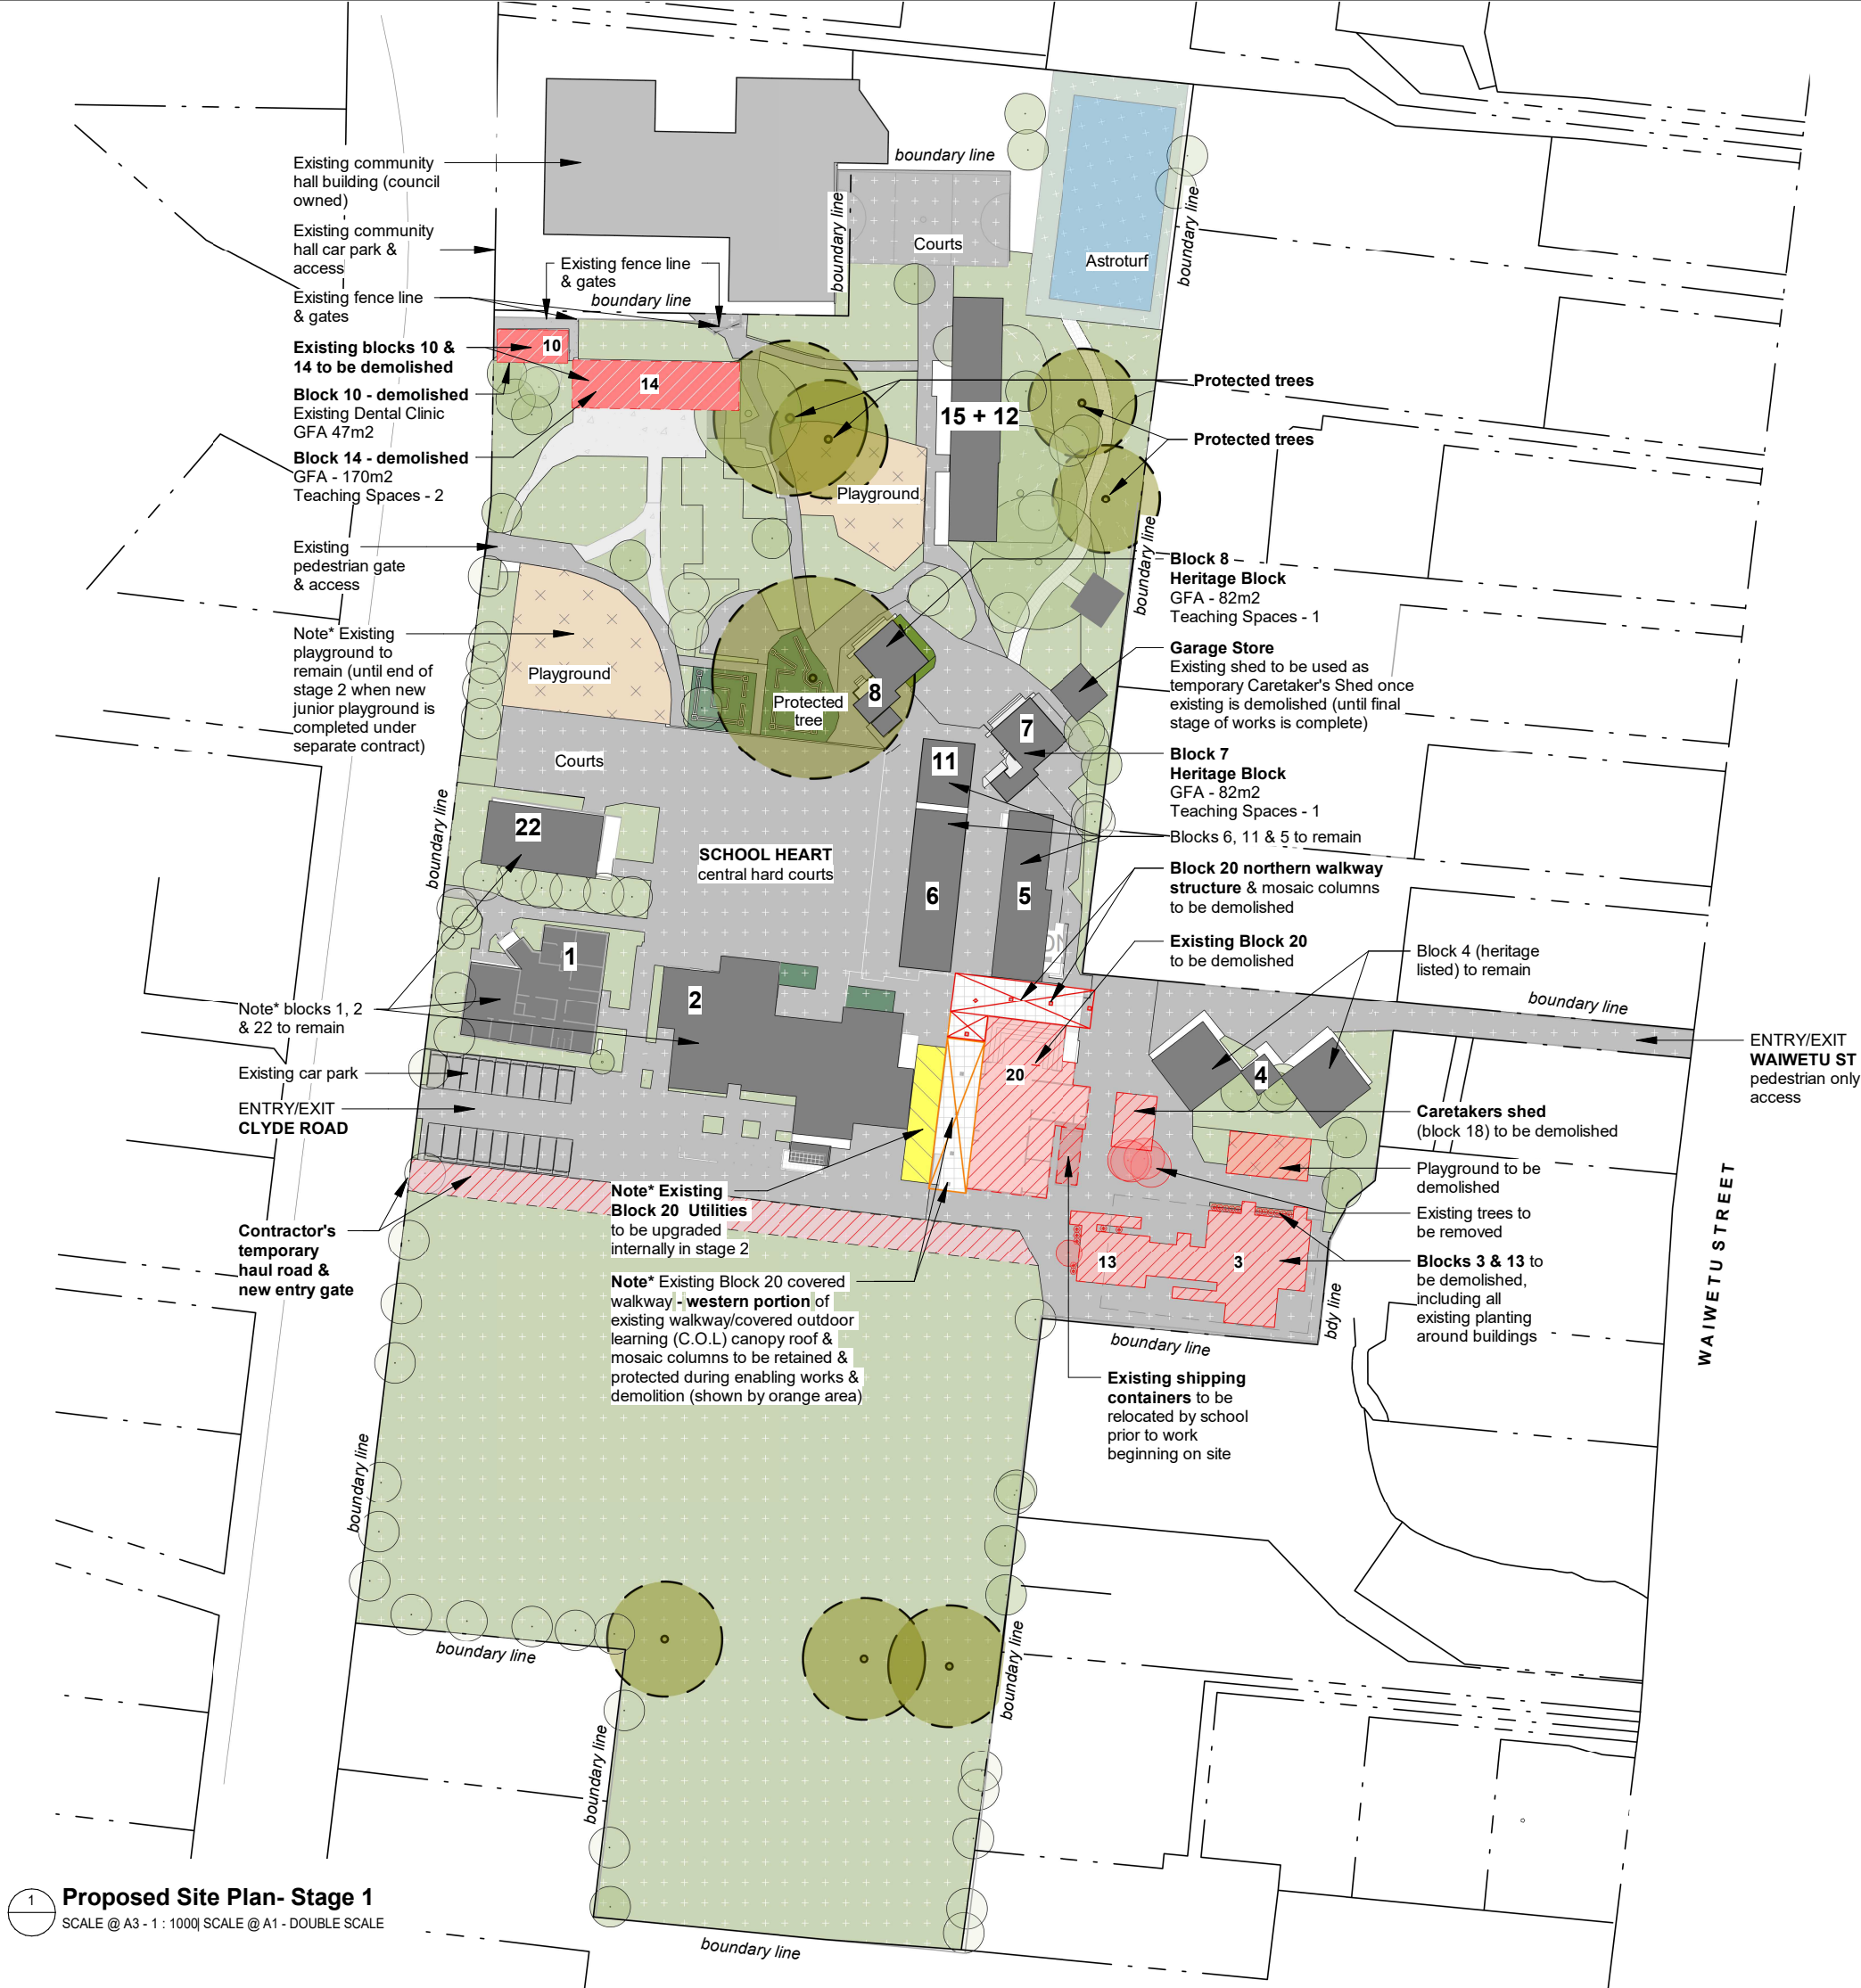 boundary line
Existing community
hall building (council
owned)
boundary line
boundary line
Existing community
hall car park &
access
Courts
Astroturf
Existing fence line
& gates
boundary line
Existing fence line
& gates
boundary line
10
Existing blocks 10 &
14 to be demolished
14
Protected trees
Block 10 - demolished
Existing Dental Clinic
GFA 47m2
15 + 12
Protected trees
Block 14 - demolished
GFA - 170m2
Teaching Spaces - 2
Playground
boundary line
Existing
pedestrian gate
& access
Block 8
Heritage Block
GFA - 82m2
Teaching Spaces - 1
Note* Existing
playground to
remain (until end of
stage 2 when new
junior playground is
completed under
separate contract)
Playground
Protected
tree
8
Garage Store
Existing shed to be used as
temporary Caretaker's Shed once
existing is demolished (until final
stage of works is complete)
7
Block 7
Heritage Block
GFA - 82m2
Teaching Spaces - 1
Courts
11
boundary line
22
Blocks 6, 11 & 5 to remain
SCHOOL HEART
central hard courts
6
5
Block 20 northern walkway
structure & mosaic columns
to be demolished
Existing Block 20
to be demolished
Block 4 (heritage
listed) to remain
1
2
boundary line
Note* blocks 1, 2
& 22 to remain
ENTRY/EXIT
WAIWETU ST
pedestrian only
access
Existing car park
20
4
ENTRY/EXIT
CLYDE ROAD
Caretakers shed
(block 18) to be demolished
Playground to be
demolished
WAIWETU STREET
Note* Existing
Block 20 Utilities
to be upgraded
internally in stage 2
Existing trees to
be removed
Contractor's
temporary
haul road &
new entry gate
13
3
Blocks 3 & 13 to
be demolished,
including all
existing planting
around buildings
Note* Existing Block 20 covered
walkway - western portion of
existing walkway/covered outdoor
learning (C.O.L) canopy roof &
mosaic columns to be retained &
protected during enabling works &
demolition (shown by orange area)
bdy line
boundary line
Existing shipping
containers to be
relocated by school
prior to work
beginning on site
boundary line
boundary line
boundary line
boundary line
boundary line
1
Proposed Site Plan- Stage 1
SCALE @ A3 - 1 : 1000| SCALE @ A1 - DOUBLE SCALE